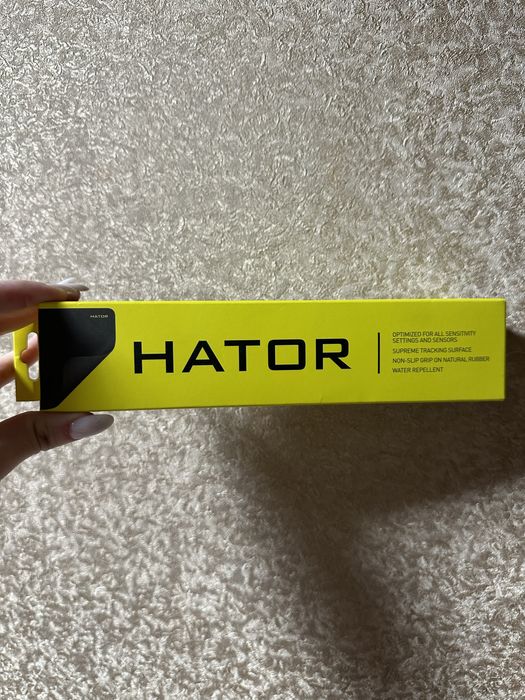 HATOR
HATOR
OPTIMIZED FOR ALL SENSITIVITY
SETTINGS AND SENSORS
SUPREME TRACKING SURFACE
NON-SLIP GRIP ON NATURAL RUBBER
WATER REPELLENT